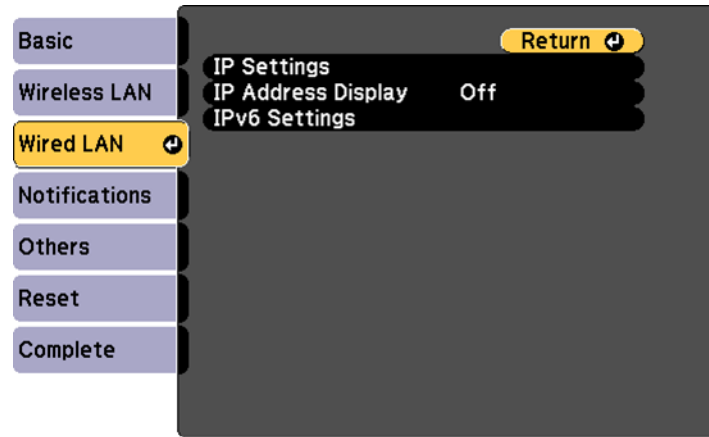 Basic
Wireless LAN
Wired LAN
Notifications
Others
Reset
Complete
Return
IP Settings
IP Address Display Off
IPv6 Settings